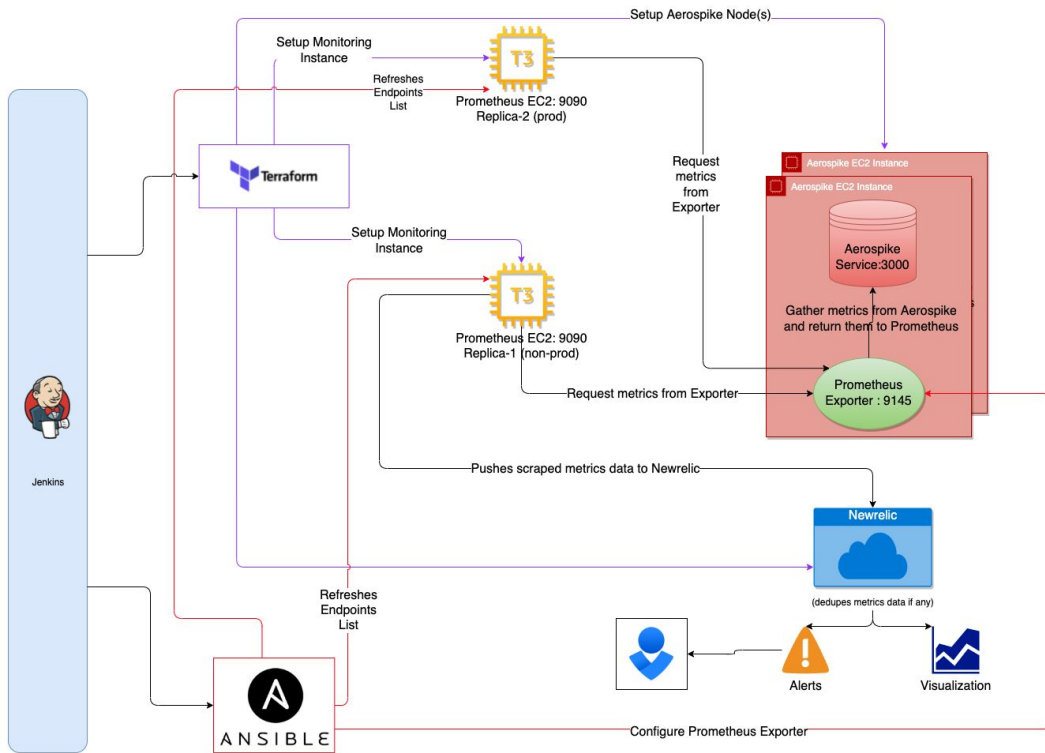 Setup Aerospike Node(s)
Setup Monitoring
Instance
T3
Refreshes
Endpoints
List
Prometheus EC2: 9090
Replica-2 (prod)
Terraform
Request
metrics
from
Exporter
Aerospike EC2 Instance
Aerospike EC2 Instance
Aerospike
Service:3000
Setup Monitoring
Instance
T3
Prometheus EC2: 9090
Replica-1 (non-prod)
Gather metrics from Aerospike
and return them to Prometheus
Request metrics from Exporter
Prometheus
Exporter : 9145
Jenkins
Pushes scraped metrics data to Newrelic
Newrelic
(dedupes metrics data if any)
Refreshes
Endpoints
List
Alerts
Visualization
ANSIBLE
Configure Prometheus Exporter